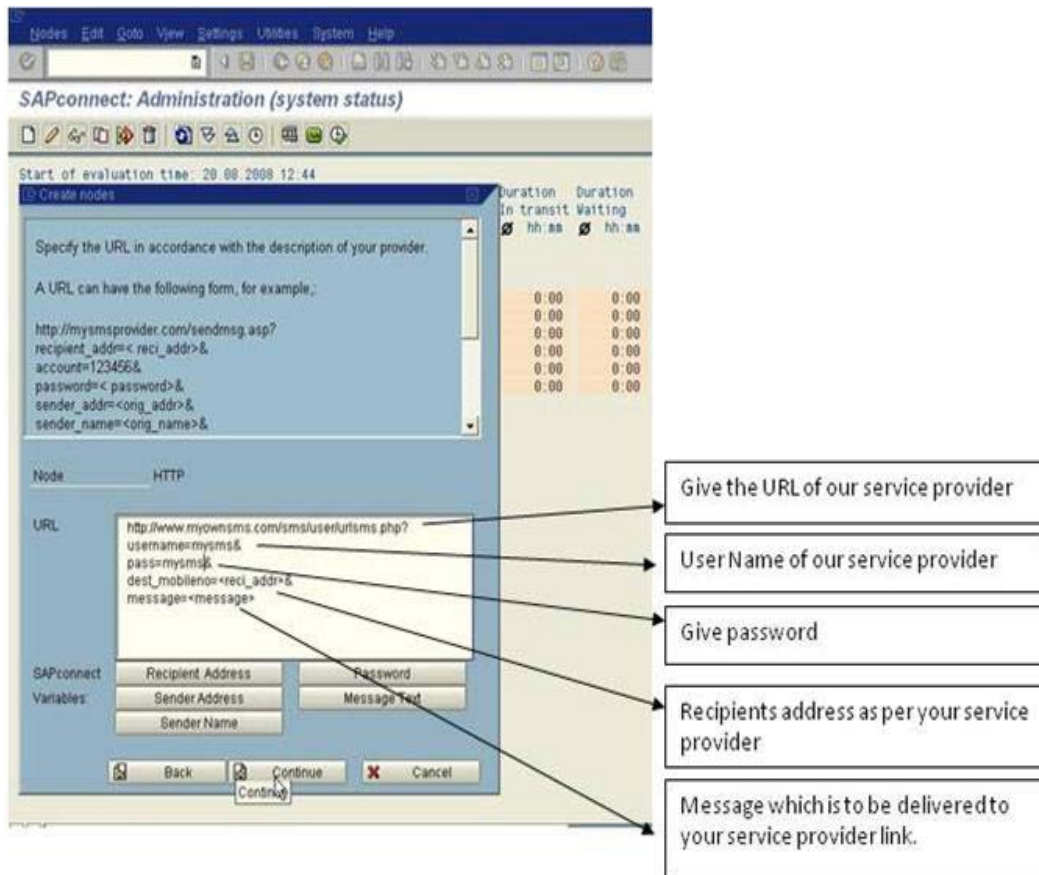 Nodes Edit Goto View Settings Utilities System Help
SAPconnect: Administration (system status)
Start of evaluation time: 20.08.2008 12:44
Create nodes
Duration Duration
In transit Waiting
Ø hh:mm Ø hh:mm
Specify the URL in accordance with the description of your provider.
A URL can have the following form, for example,:
http://mysmsprovider.com/sendmsg.asp?
recipient_addr=< reci_addr>&
account=123456&
password=< password>&
sender_addr=<orig_addr>&
sender_name=<orig_name>&
0:00 0:00
0:00 0:00
0:00 0:00
0:00 0:00
0:00 0:00
0:00 0:00
Node HTTP
URL
http://www.myownsms.com/sms/user/urlsms.php?
username=mysms&
pass=mysms&
dest_mobileno=<reci_addr>&
message=<message>
SAPconnect Recipient Address Password
Variables: Sender Address Message Text
Sender Name
Back Continue Cancel
Continue
Give the URL of our service provider
User Name of our service provider
Give password
Recipients address as per your service
provider
Message which is to be delivered to
your service provider link.